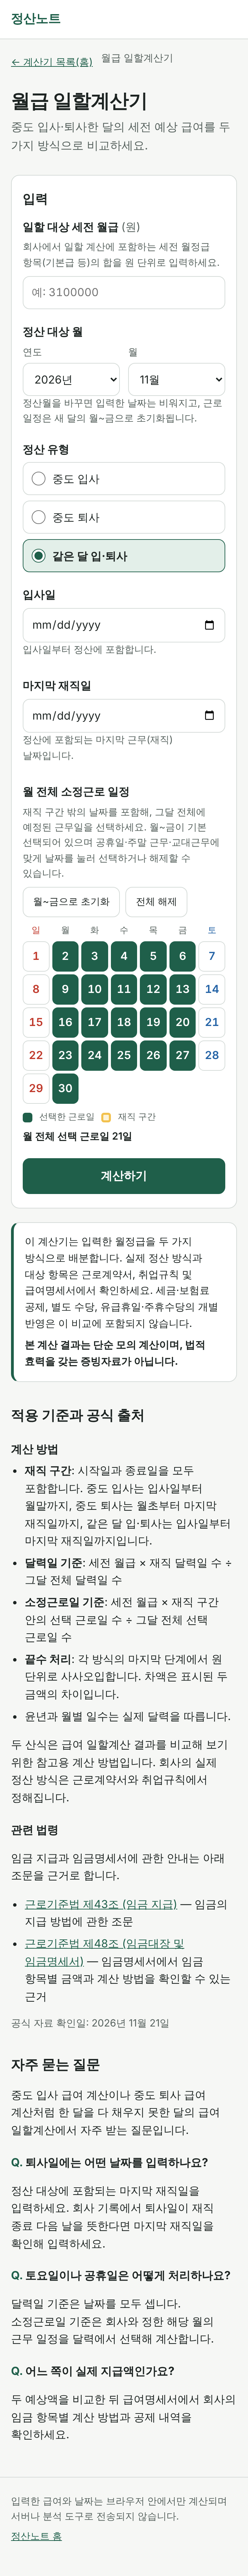 정산노트
← 계산기 목록(홈) 월급 일할계산기
월급 일할계산기
중도 입사·퇴사한 달의 세전 예상 급여를 두
가지 방식으로 비교하세요.
입력
일할 대상 세전 월급 (원)
회사에서 일할 계산에 포함하는 세전 월정급
항목(기본급 등)의 합을 원 단위로 입력하세요.
예: 3100000
정산 대상 월
연도 월
2026년 11월
정산월을 바꾸면 입력한 날짜는 비워지고, 근로
일정은 새 달의 월~금으로 초기화됩니다.
정산 유형
중도 입사
중도 퇴사
같은 달 입·퇴사
입사일
mm/dd/yyyy
입사일부터 정산에 포함합니다.
마지막 재직일
mm/dd/yyyy
정산에 포함되는 마지막 근무(재직)
날짜입니다.
월 전체 소정근로 일정
재직 구간 밖의 날짜를 포함해, 그달 전체에
예정된 근무일을 선택하세요. 월~금이 기본
선택되어 있으며 공휴일·주말 근무·교대근무에
맞게 날짜를 눌러 선택하거나 해제할 수
있습니다.
월~금으로 초기화 전체 해제
일 월 화 수 목 금 토
1 2 3 4 5 6 7
8 9 10 11 12 13 14
15 16 17 18 19 20 21
22 23 24 25 26 27 28
29 30
선택한 근로일 재직 구간
월 전체 선택 근로일 21일
계산하기
이 계산기는 입력한 월정급을 두 가지
방식으로 배분합니다. 실제 정산 방식과
대상 항목은 근로계약서, 취업규칙 및
급여명세서에서 확인하세요. 세금·보험료
공제, 별도 수당, 유급휴일·주휴수당의 개별
반영은 이 비교에 포함되지 않습니다.
본 계산 결과는 단순 모의 계산이며, 법적
효력을 갖는 증빙자료가 아닙니다.
적용 기준과 공식 출처
계산 방법
• 재직 구간: 시작일과 종료일을 모두
포함합니다. 중도 입사는 입사일부터
월말까지, 중도 퇴사는 월초부터 마지막
재직일까지, 같은 달 입·퇴사는 입사일부터
마지막 재직일까지입니다.
• 달력일 기준: 세전 월급 × 재직 달력일 수 ÷
그달 전체 달력일 수
• 소정근로일 기준: 세전 월급 × 재직 구간
안의 선택 근로일 수 ÷ 그달 전체 선택
근로일 수
• 끝수 처리: 각 방식의 마지막 단계에서 원
단위로 사사오입합니다. 차액은 표시된 두
금액의 차이입니다.
• 윤년과 월별 일수는 실제 달력을 따릅니다.
두 산식은 급여 일할계산 결과를 비교해 보기
위한 참고용 계산 방법입니다. 회사의 실제
정산 방식은 근로계약서와 취업규칙에서
정해집니다.
관련 법령
임금 지급과 임금명세서에 관한 안내는 아래
조문을 근거로 합니다.
• 근로기준법 제43조 (임금 지급) — 임금의
지급 방법에 관한 조문
• 근로기준법 제48조 (임금대장 및
임금명세서) — 임금명세서에서 임금
항목별 금액과 계산 방법을 확인할 수 있는
근거
공식 자료 확인일: 2026년 11월 21일
자주 묻는 질문
중도 입사 급여 계산이나 중도 퇴사 급여
계산처럼 한 달을 다 채우지 못한 달의 급여
일할계산에서 자주 받는 질문입니다.
Q. 퇴사일에는 어떤 날짜를 입력하나요?
정산 대상에 포함되는 마지막 재직일을
입력하세요. 회사 기록에서 퇴사일이 재직
종료 다음 날을 뜻한다면 마지막 재직일을
확인해 입력하세요.
Q. 토요일이나 공휴일은 어떻게 처리하나요?
달력일 기준은 날짜를 모두 셉니다.
소정근로일 기준은 회사와 정한 해당 월의
근무 일정을 달력에서 선택해 계산합니다.
Q. 어느 쪽이 실제 지급액인가요?
두 예상액을 비교한 뒤 급여명세서에서 회사의
임금 항목별 계산 방법과 공제 내역을
확인하세요.
입력한 급여와 날짜는 브라우저 안에서만 계산되며
서버나 분석 도구로 전송되지 않습니다.
정산노트 홈